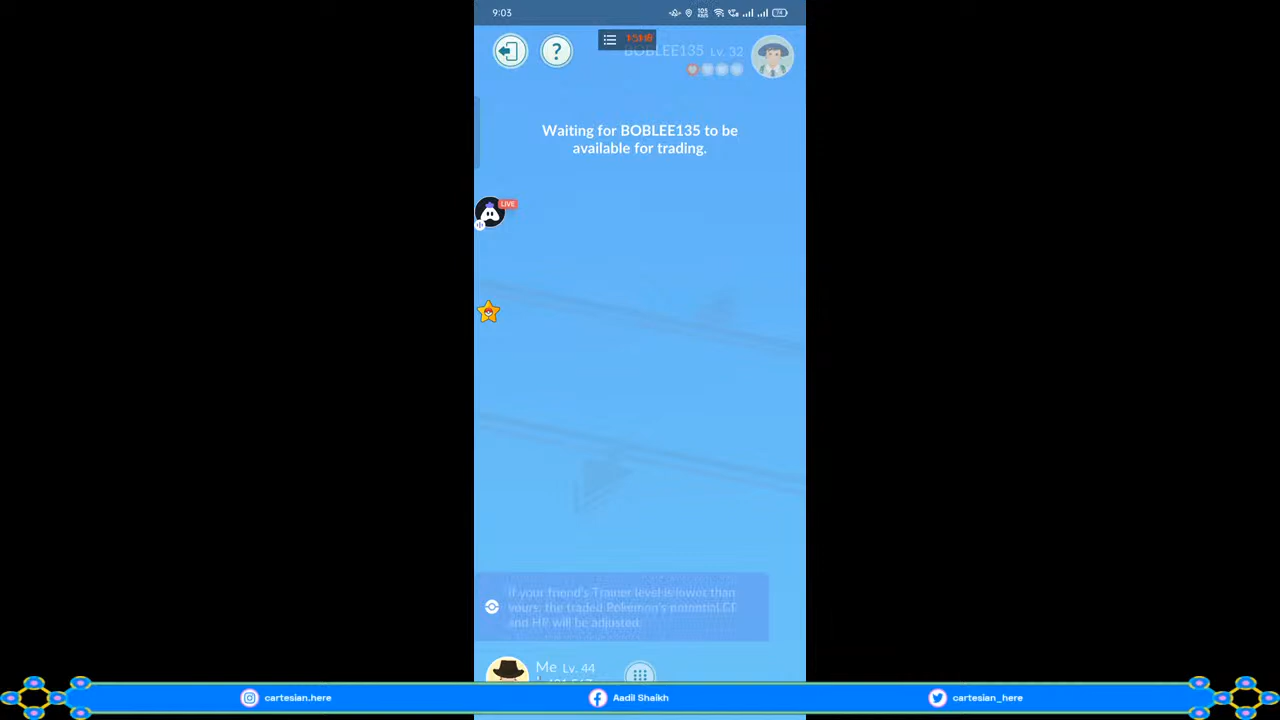 9:03
74
BOBLEE135 Lv. 32
Waiting for BOBLEE135 to be
available for trading.
LIVE
If your friend's Trainer level is lower than
yours, the traded Pokémon's potential CP
and HP will be adjusted.
Me Lv. 44
cartesian.here
Aadil Shaikh
cartesian_here